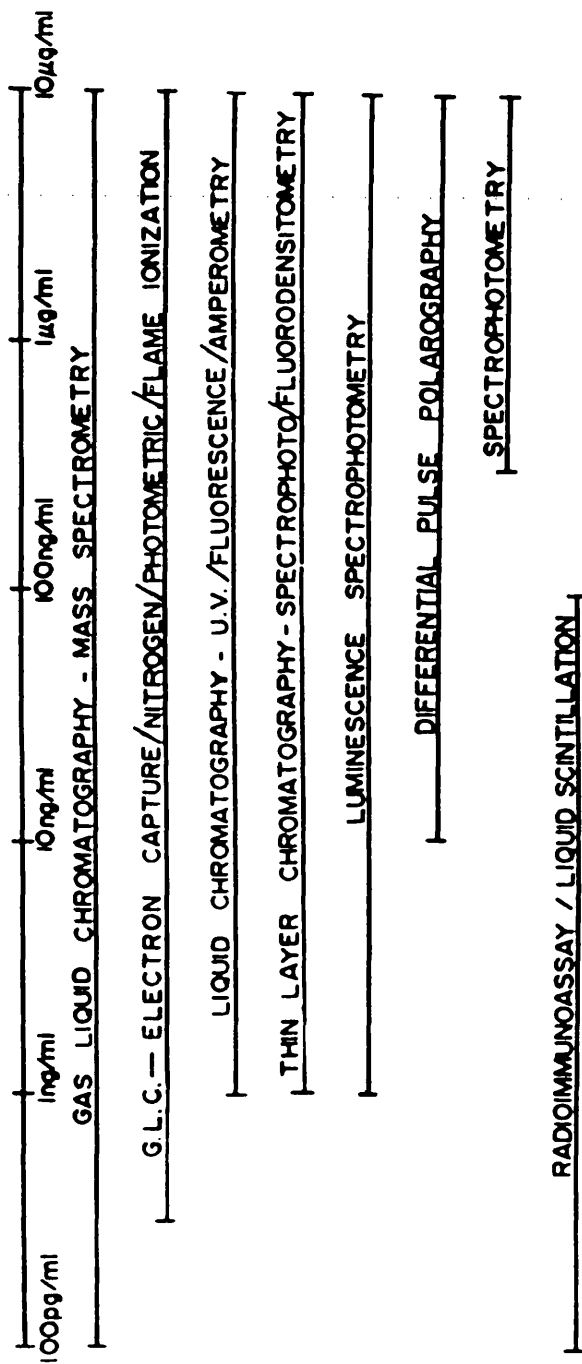 100pg/ml 1ng/ml 10ng/ml 100ng/ml 1µg/ml 10µg/ml
GAS LIQUID CHROMATOGRAPHY - MASS SPECTROMETRY
G.L.C. — ELECTRON CAPTURE/NITROGEN/PHOTOMETRIC/FLAME IONIZATION
LIQUID CHROMATOGRAPHY - U.V./FLUORESCENCE/AMPEROMETRY
THIN LAYER CHROMATOGRAPHY - SPECTROPHOTO/FLUORODENSITOMETRY
LUMINESCENCE SPECTROPHOTOMETRY
DIFFERENTIAL PULSE POLAROGRAPHY
SPECTROPHOTOMETRY
RADIOIMMUNOASSAY / LIQUID SCINTILLATION